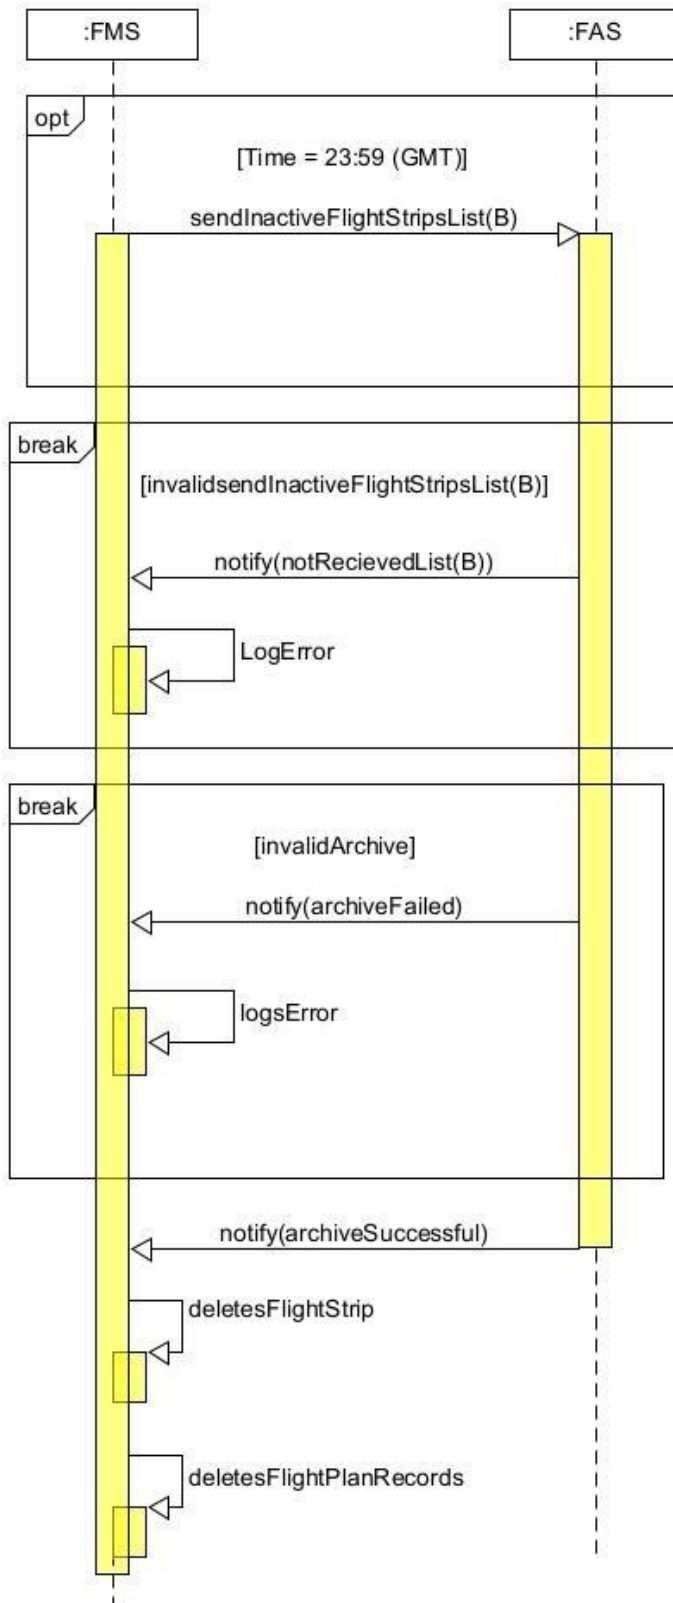 :FMS
:FAS
opt
[Time = 23:59 (GMT)]
sendInactiveFlightStripsList(B)
break
[invalidsendInactiveFlightStripsList(B)]
notify(notRecievedList(B))
LogError
break
[invalidArchive]
notify(archiveFailed)
logsError
notify(archiveSuccessful)
deletesFlightStrip
deletesFlightPlanRecords